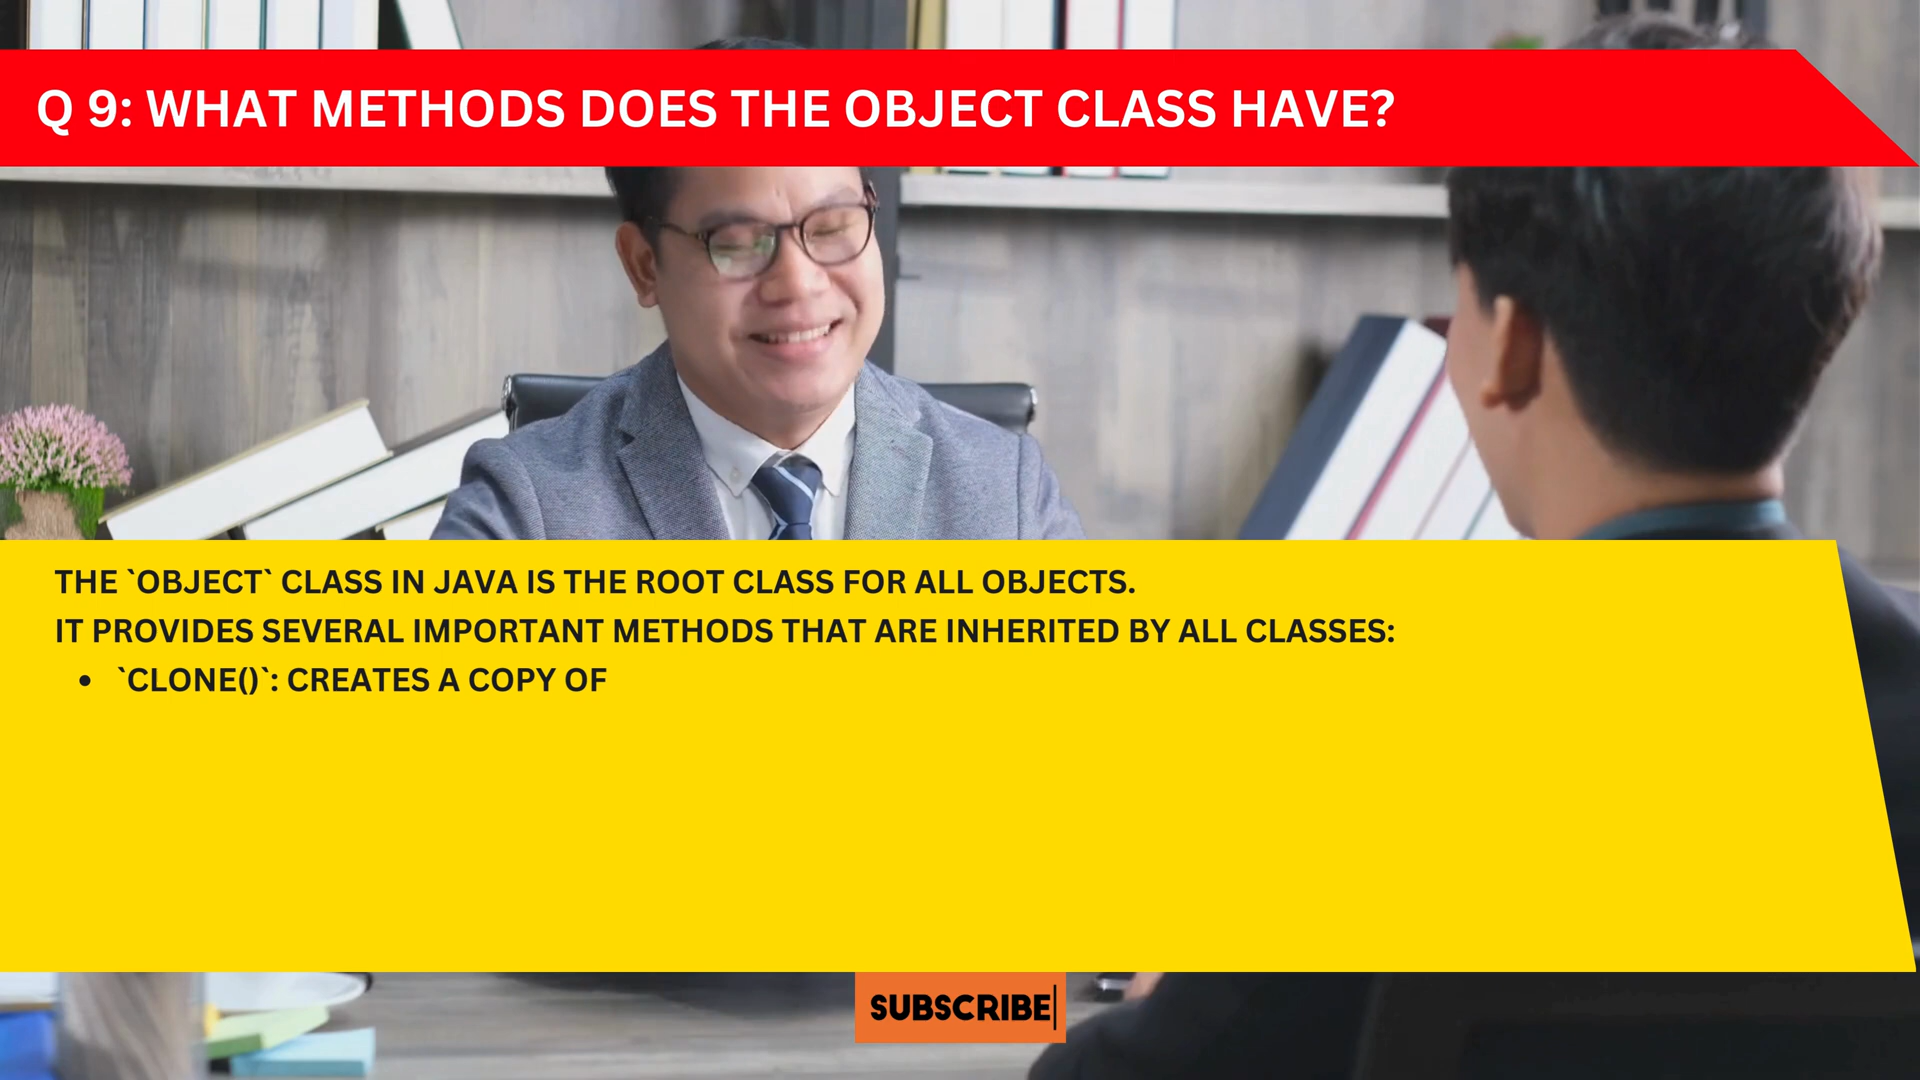 Q 9: WHAT METHODS DOES THE OBJECT CLASS HAVE?
THE `OBJECT` CLASS IN JAVA IS THE ROOT CLASS FOR ALL OBJECTS.
IT PROVIDES SEVERAL IMPORTANT METHODS THAT ARE INHERITED BY ALL CLASSES:
• `CLONE()`: CREATES A COPY OF
SUBSCRIBE